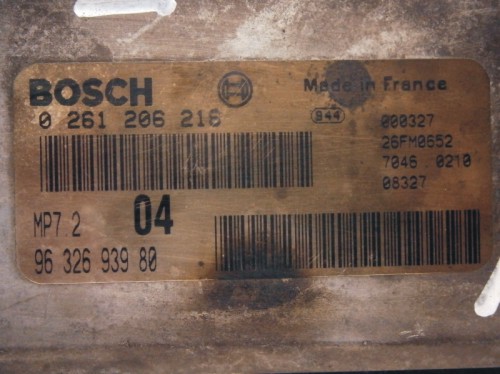 BOSCH Made in France
0 261 206 216 944 000327
26FM0652
7046 0210
08327
MP7.2 04
96 326 939 80